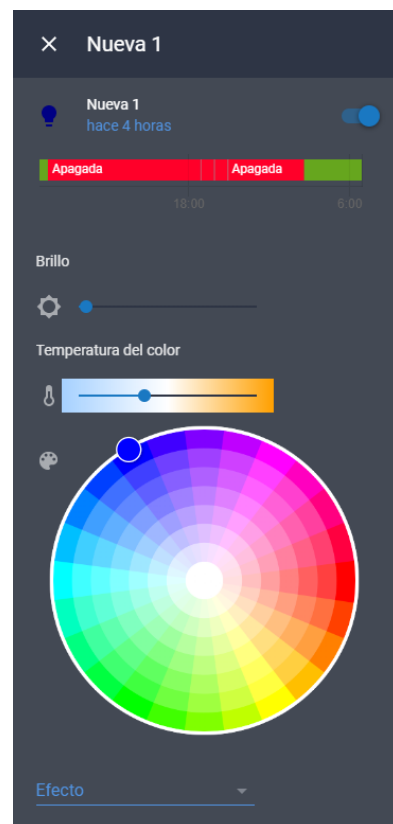 Nueva 1
Nueva 1
hace 4 horas
Apagada Apagada
18:00 6:00
Brillo
Temperatura del color
Efecto